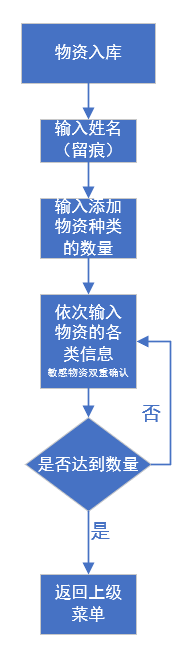 物资入库
输入姓名
（留痕）
输入添加
物资种类
的数量
依次输入
物资的各
类信息
敏感物资双重确认
否
是否达到数量
是
返回上级
菜单